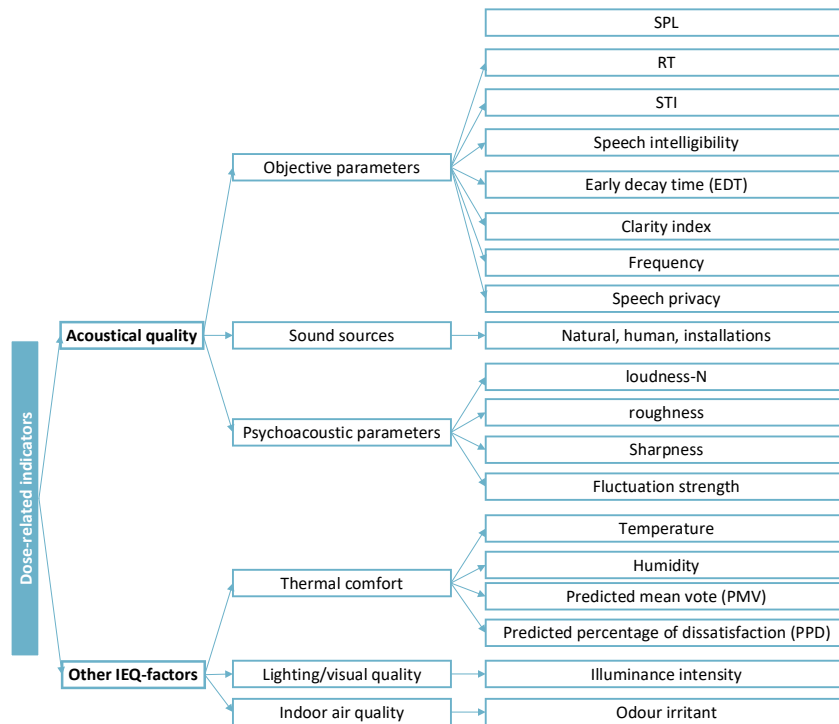 SPL
RT
STI
Objective parameters
Speech intelligibility
Early decay time (EDT)
Clarity index
Frequency
Speech privacy
Acoustical quality
Sound sources
Natural, human, installations
loudness-N
roughness
Psychoacoustic parameters
Sharpness
Fluctuation strength
Dose-related indicators
Temperature
Thermal comfort
Humidity
Predicted mean vote (PMV)
Predicted percentage of dissatisfaction (PPD)
Other IEQ-factors
Lighting/visual quality
Illuminance intensity
Indoor air quality
Odour irritant